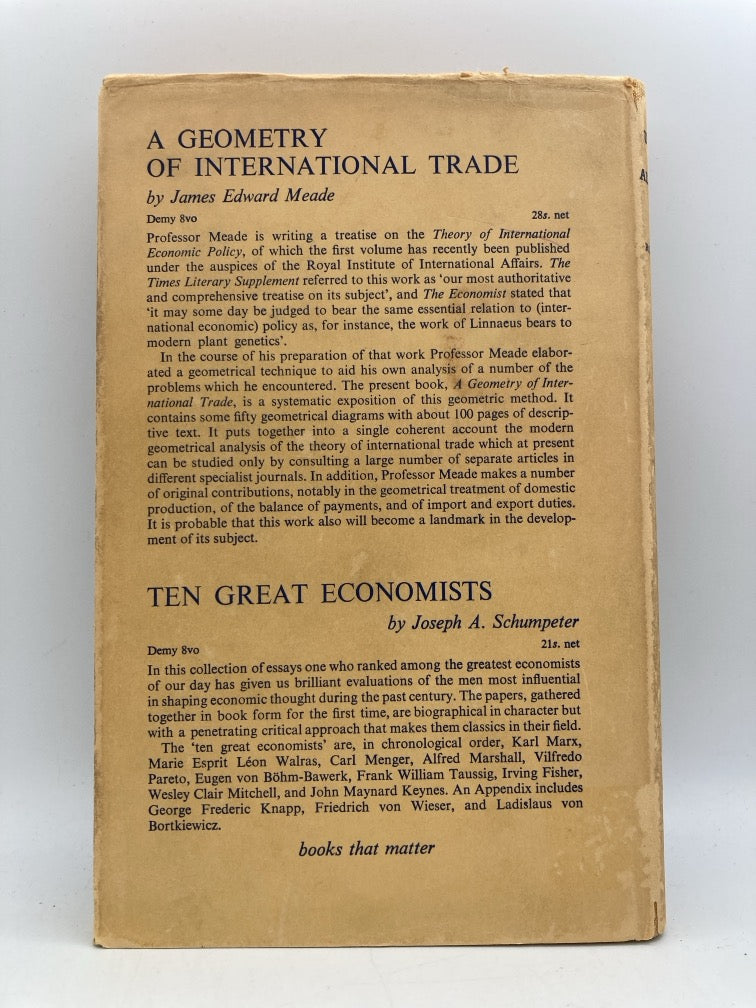 A GEOMETRY
OF INTERNATIONAL TRADE
by James Edward Meade
Demy 8vo 28s. net
Professor Meade is writing a treatise on the Theory of International
Economic Policy, of which the first volume has recently been published
under the auspices of the Royal Institute of International Affairs. The
Times Literary Supplement referred to this work as 'our most authoritative
and comprehensive treatise on its subject', and The Economist stated that
'it may some day be judged to bear the same essential relation to (inter-
national economic) policy as, for instance, the work of Linnaeus bears to
modern plant genetics'.
In the course of his preparation of that work Professor Meade elabor-
ated a geometrical technique to aid his own analysis of a number of the
problems which he encountered. The present book, A Geometry of Inter-
national Trade, is a systematic exposition of this geometric method. It
contains some fifty geometrical diagrams with about 100 pages of descrip-
tive text. It puts together into a single coherent account the modern
geometrical analysis of the theory of international trade which at present
can be studied only by consulting a large number of separate articles in
different specialist journals. In addition, Professor Meade makes a number
of original contributions, notably in the geometrical treatment of domestic
production, of the balance of payments, and of import and export duties.
It is probable that this work also will become a landmark in the develop-
ment of its subject.
TEN GREAT ECONOMISTS
by Joseph A. Schumpeter
Demy 8vo 21s. net
In this collection of essays one who ranked among the greatest economists
of our day has given us brilliant evaluations of the men most influential
in shaping economic thought during the past century. The papers, gathered
together in book form for the first time, are biographical in character but
with a penetrating critical approach that makes them classics in their field.
The 'ten great economists' are, in chronological order, Karl Marx,
Marie Esprit Léon Walras, Carl Menger, Alfred Marshall, Vilfredo
Pareto, Eugen von Böhm-Bawerk, Frank William Taussig, Irving Fisher,
Wesley Clair Mitchell, and John Maynard Keynes. An Appendix includes
George Frederic Knapp, Friedrich von Wieser, and Ladislaus von
Bortkiewicz.
books that matter